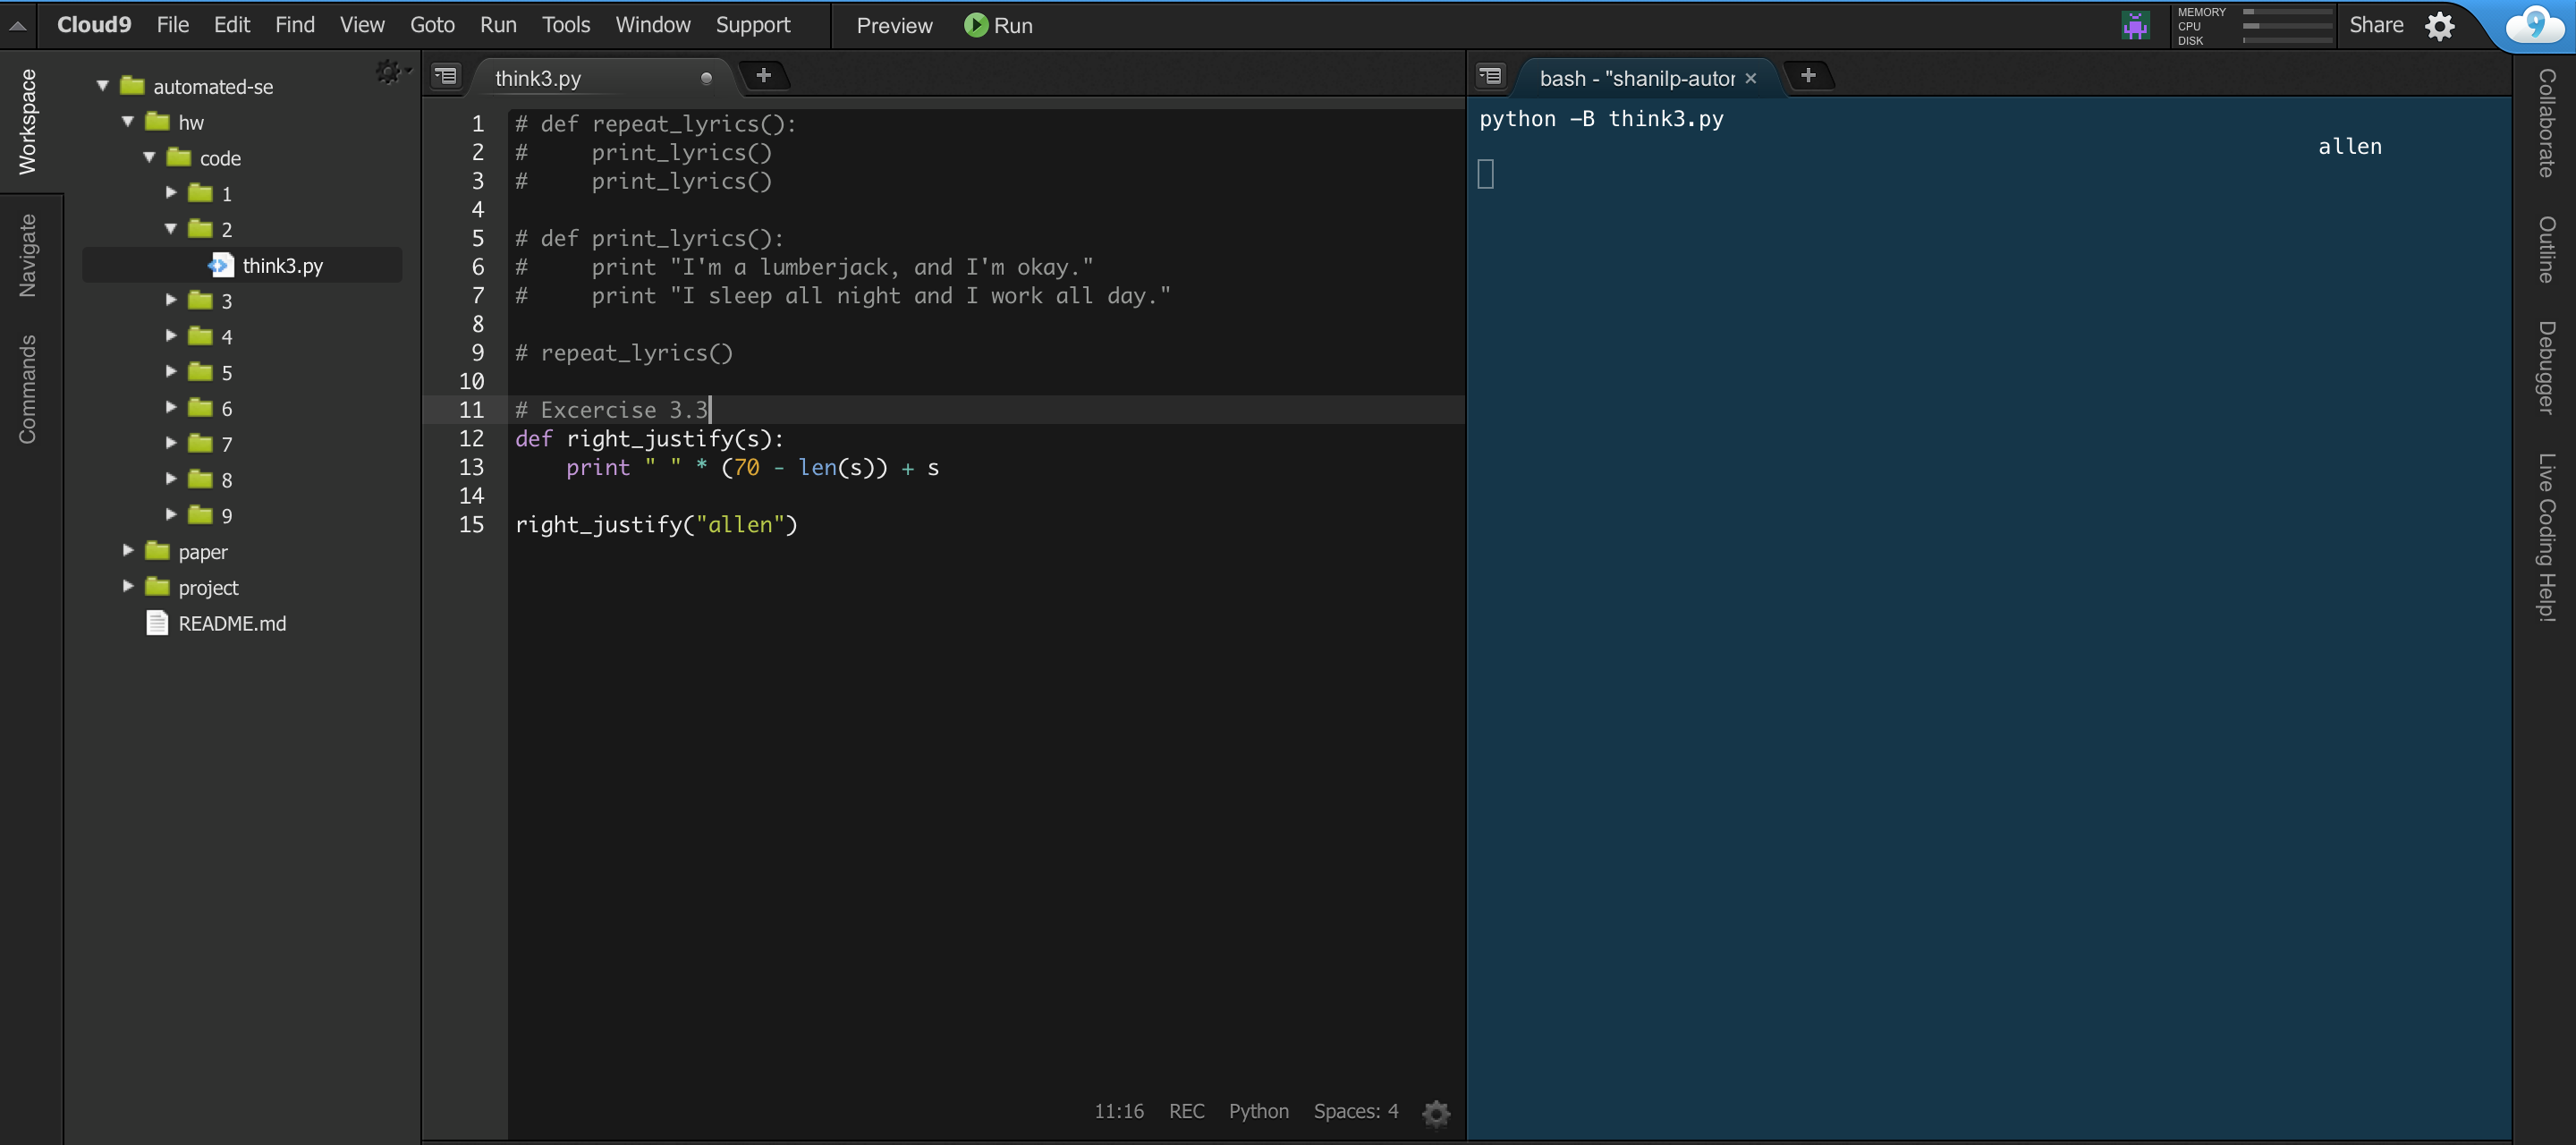 Cloud9 File Edit Find View Goto Run Tools Window Support Preview Run
MEMORY
CPU
DISK
Share
9
Workspace
Navigate
Commands
automated-se
hw
code
1
2
think3.py
3
4
5
6
7
8
9
paper
project
README.md
think3.py
1 # def repeat_lyrics():
2 #     print_lyrics()
3 #     print_lyrics()
4
5 # def print_lyrics():
6 #     print "I'm a lumberjack, and I'm okay."
7 #     print "I sleep all night and I work all day."
8
9 # repeat_lyrics()
10
11 # Excercise 3.3
12 def right_justify(s):
13     print " " * (70 - len(s)) + s
14
15 right_justify("allen")
11:16 REC Python Spaces: 4
bash - "shanilp-autor
python -B think3.py
allen
Collaborate
Outline
Debugger
Live Coding Help!